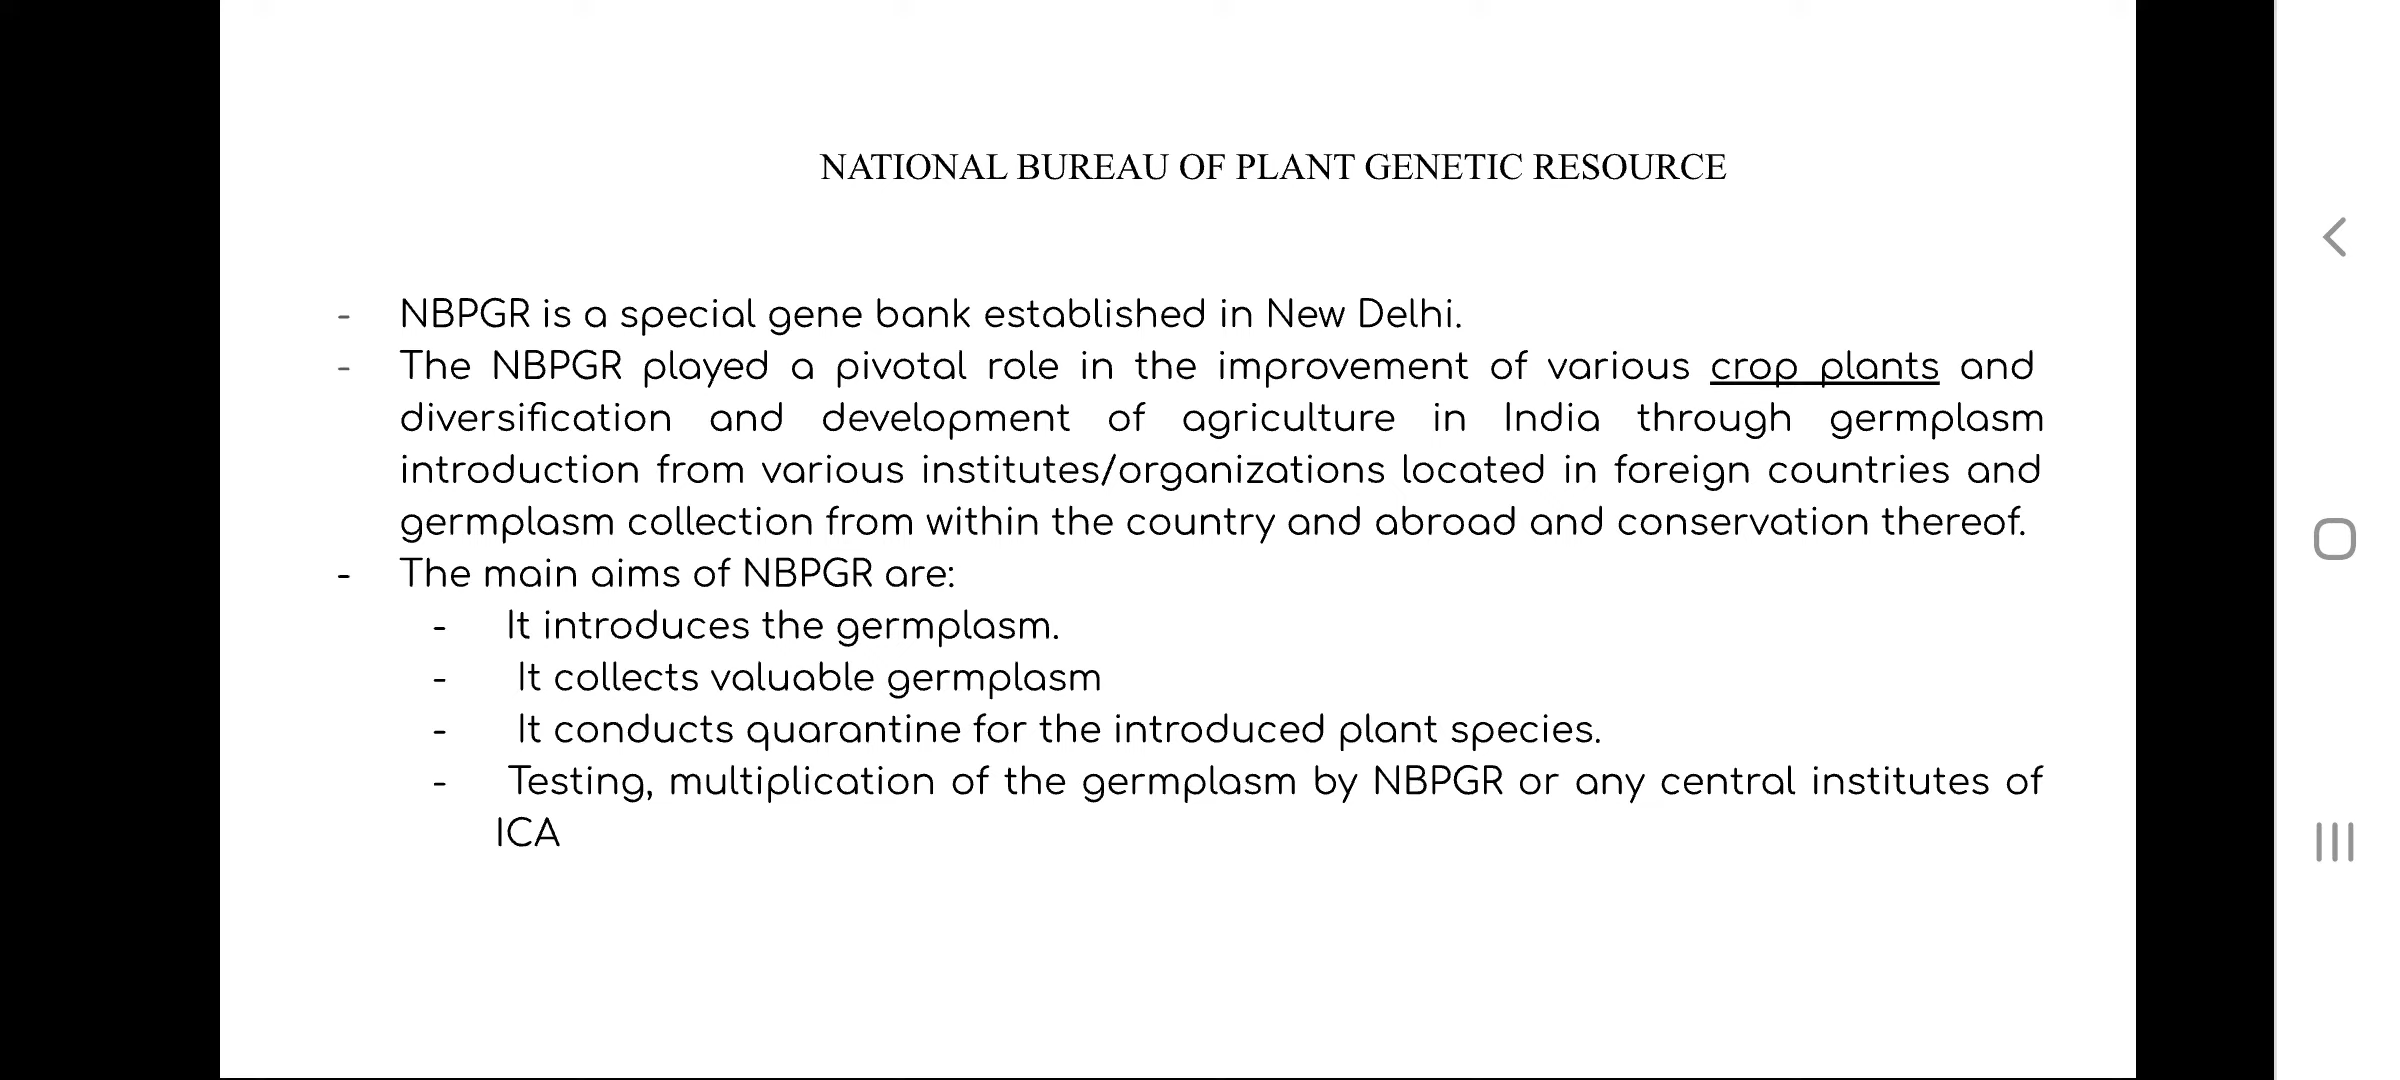 NATIONAL BUREAU OF PLANT GENETIC RESOURCE
- NBPGR is a special gene bank established in New Delhi.
- The NBPGR played a pivotal role in the improvement of various crop plants and
diversification and development of agriculture in India through germplasm
introduction from various institutes/organizations located in foreign countries and
germplasm collection from within the country and abroad and conservation thereof.
- The main aims of NBPGR are:
- It introduces the germplasm.
- It collects valuable germplasm
- It conducts quarantine for the introduced plant species.
- Testing, multiplication of the germplasm by NBPGR or any central institutes of
ICA